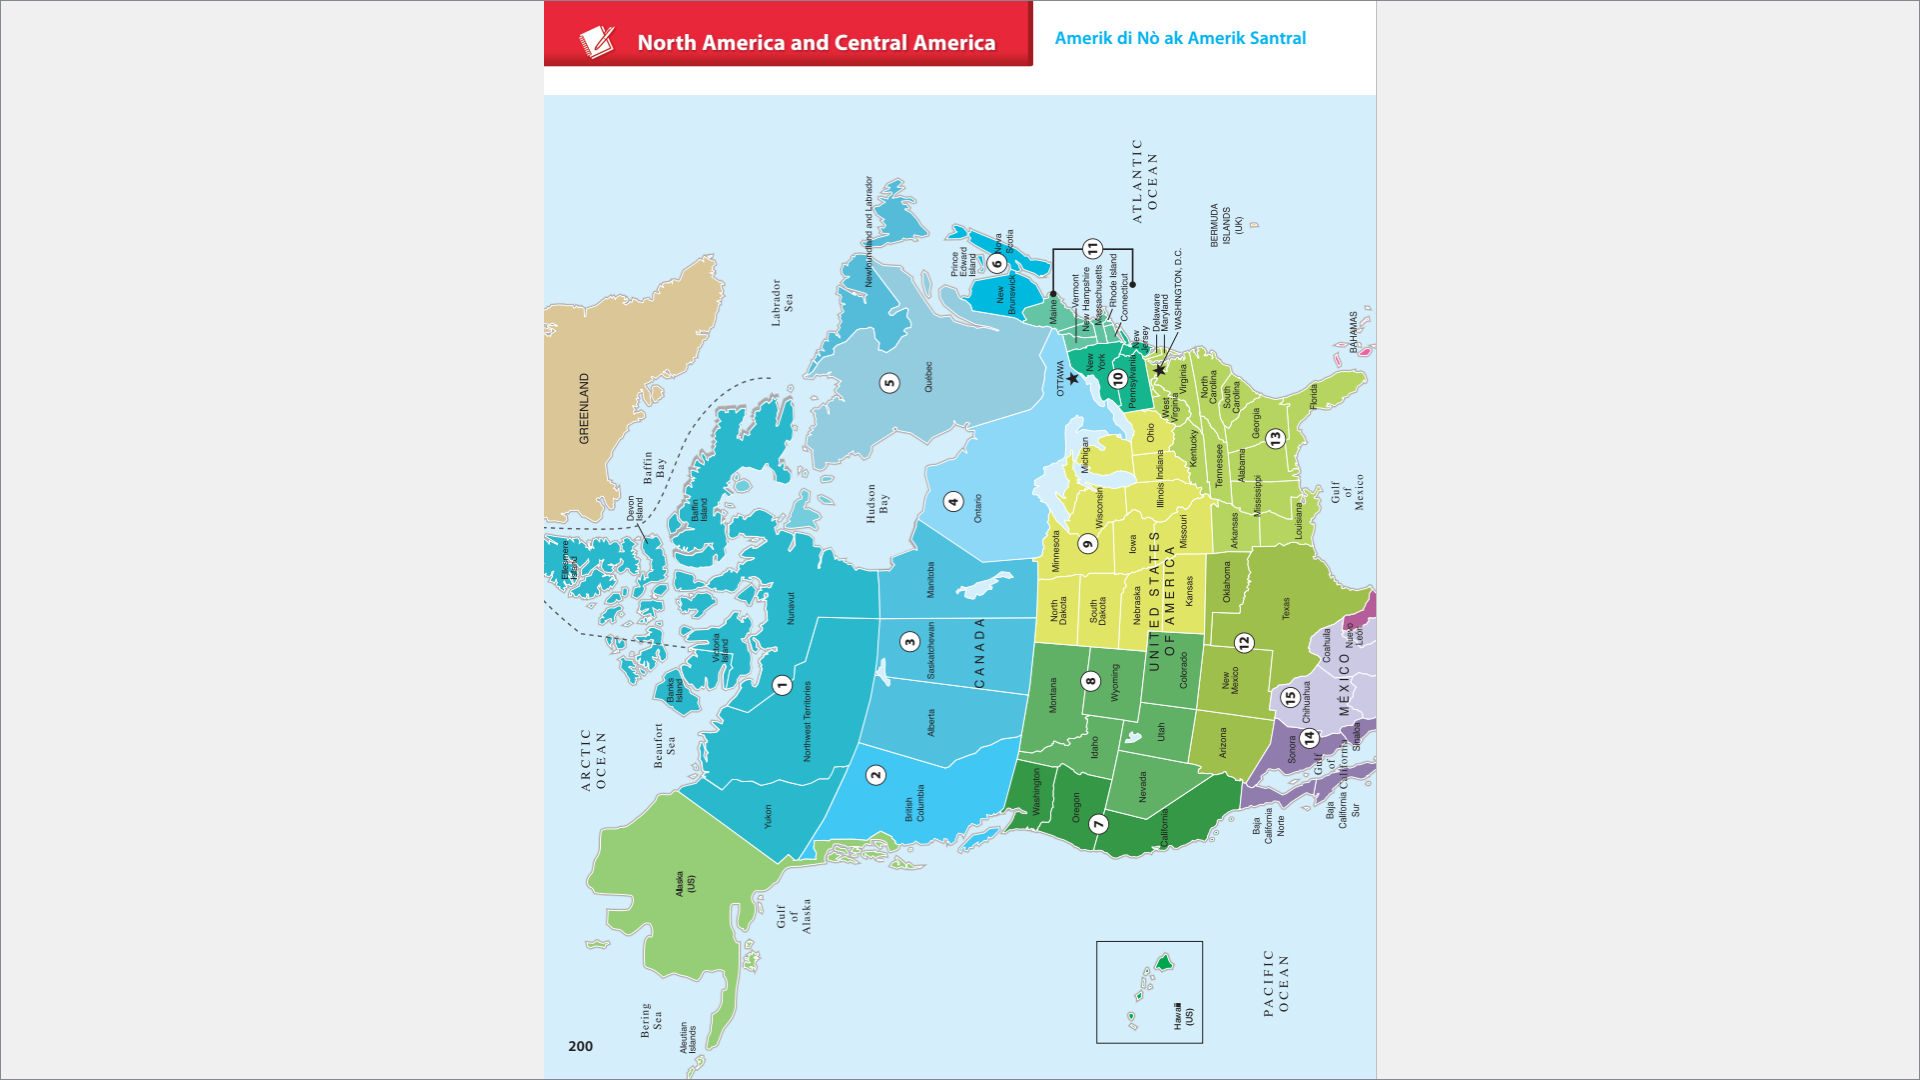 North America and Central America
Amerik di Nò ak Amerik Santral
GREENLAND
ARCTIC
OCEAN
Beaufort
Sea
Baffin
Bay
Labrador
Sea
Hudson
Bay
Bering
Sea
Aleutian
Islands
Gulf
of
Alaska
Alaska
(US)
Ellesmere
Island
Devon
Island
Baffin
Island
Victoria
Island
Banks
Island
1
Nunavut
Northwest Territories
Yukon
2
British
Columbia
3
Alberta
Saskatchewan
Manitoba
CANADA
4
Ontario
OTTAWA
5
Québec
Newfoundland and Labrador
6
Prince
Edward
Island
Nova
Scotia
New
Brunswick
7
Washington
Oregon
California
8
Montana
Idaho
Wyoming
Nevada
Utah
Colorado
9
North
Dakota
South
Dakota
Nebraska
Kansas
Minnesota
Iowa
Missouri
Wisconsin
Illinois
Indiana
Michigan
Ohio
UNITED STATES
OF AMERICA
10
New
York
Pennsylvania
New
Jersey
11
Maine
Vermont
New Hampshire
Massachusetts
Rhode Island
Connecticut
Delaware
Maryland
WASHINGTON, D.C.
12
Arizona
New
Mexico
Texas
Oklahoma
13
Arkansas
Louisiana
Mississippi
Alabama
Tennessee
Kentucky
West
Virginia
Virginia
North
Carolina
South
Carolina
Georgia
Florida
14
Sonora
Sinaloa
Baja
California
Norte
Baja
California
Sur
Gulf
of
California
15
Chihuahua
Coahuila
Nuevo
León
MÉXICO
Gulf
of
Mexico
BAHAMAS
BERMUDA
ISLANDS
(UK)
ATLANTIC
OCEAN
PACIFIC
OCEAN
Hawaii
(US)
200